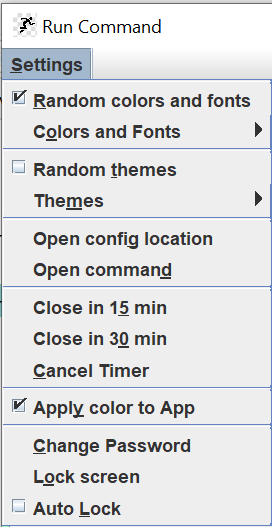 Run Command
Settings
Random colors and fonts
Colors and Fonts
Random themes
Themes
Open config location
Open command
Close in 15 min
Close in 30 min
Cancel Timer
Apply color to App
Change Password
Lock screen
Auto Lock